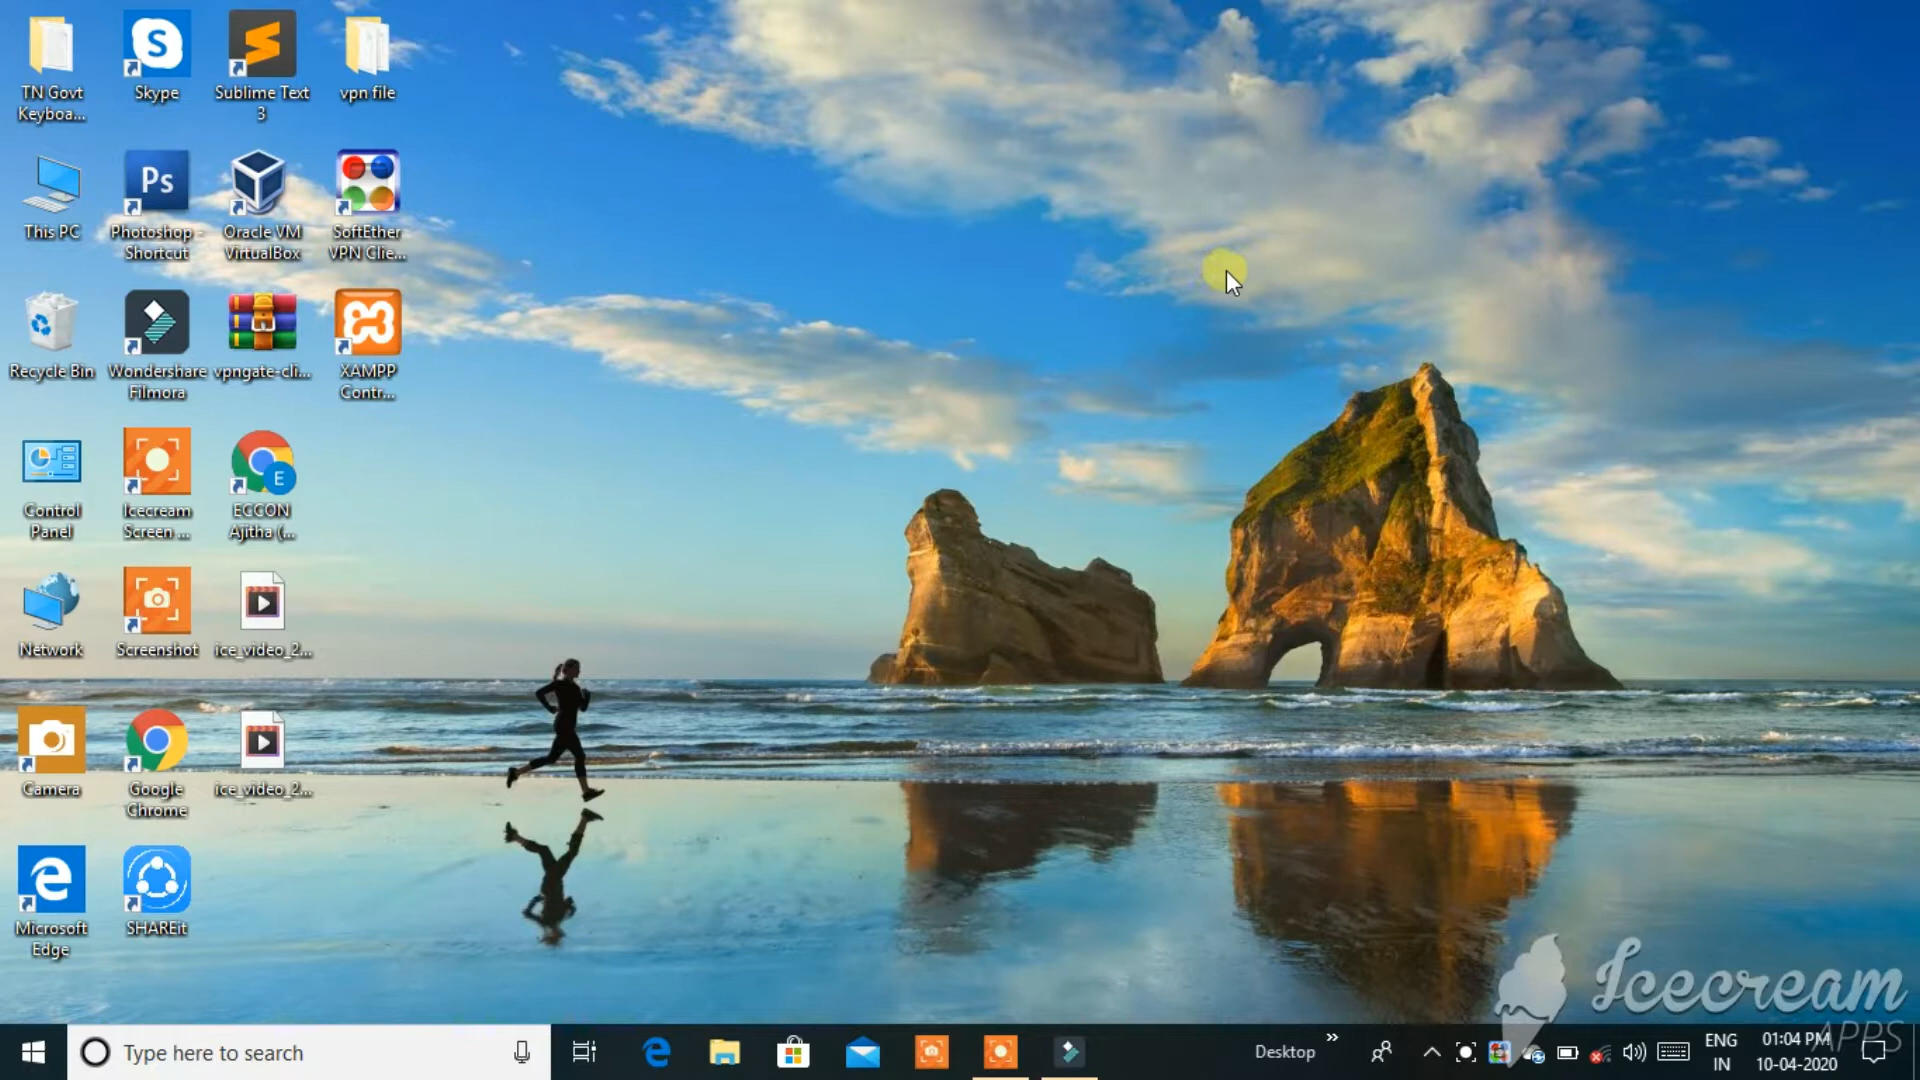 TN Govt
Keyboa...
Skype
Sublime Text
3
vpn file
This PC
Ps
Photoshop -
Shortcut
Oracle VM
VirtualBox
SoftEther
VPN Clie...
Recycle Bin
Wondershare
Filmora
vpngate-cli...
XAMPP
Contr...
Control
Panel
Icecream
Screen ...
E
ECCON
Ajitha (...
Network
Screenshot
ice_video_2...
Camera
Google
Chrome
ice_video_2...
Microsoft
Edge
SHAREit
Icecream
APPS
Type here to search
Desktop
ENG
IN
01:04 PM
10-04-2020